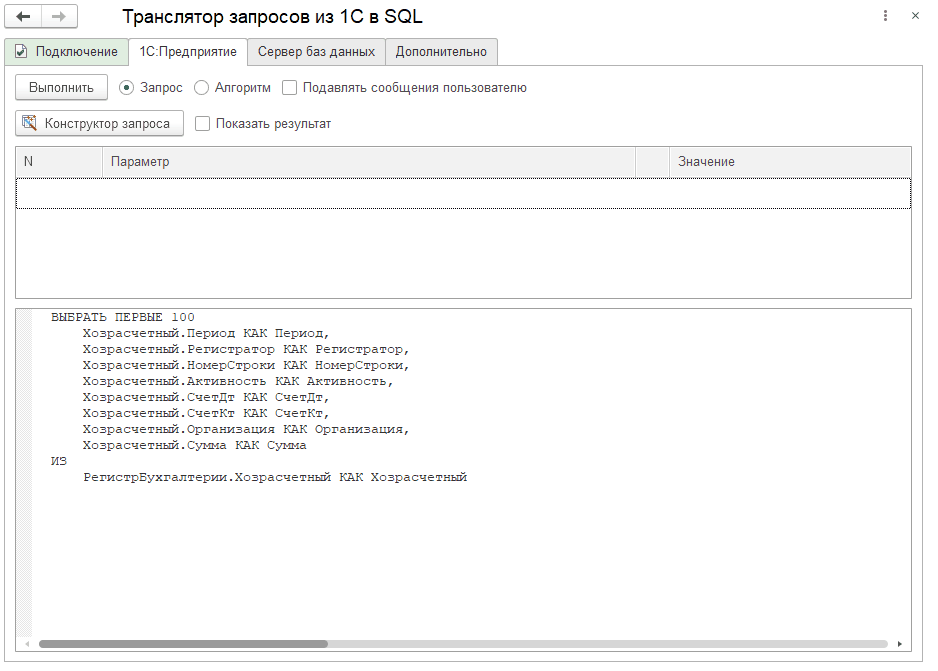 Транслятор запросов из 1С в SQL
Подключение 1С:Предприятие Сервер баз данных Дополнительно
Выполнить Запрос Алгоритм Подавлять сообщения пользователю
Конструктор запроса Показать результат
N Параметр Значение
ВЫБРАТЬ ПЕРВЫЕ 100
Хозрасчетный.Период КАК Период,
Хозрасчетный.Регистратор КАК Регистратор,
Хозрасчетный.НомерСтроки КАК НомерСтроки,
Хозрасчетный.Активность КАК Активность,
Хозрасчетный.СчетДт КАК СчетДт,
Хозрасчетный.СчетКт КАК СчетКт,
Хозрасчетный.Организация КАК Организация,
Хозрасчетный.Сумма КАК Сумма
ИЗ
РегистрБухгалтерии.Хозрасчетный КАК Хозрасчетный